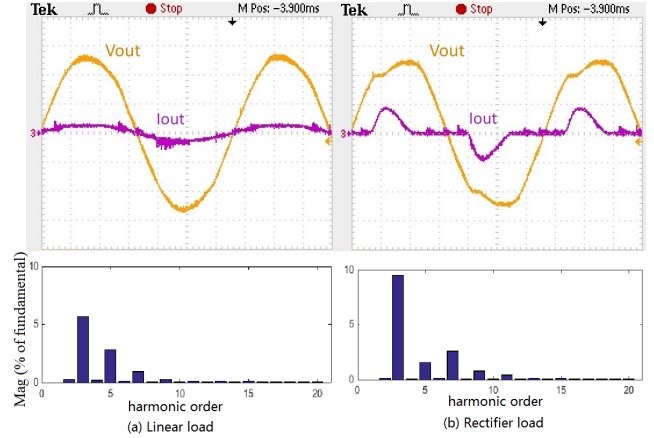 Tek Stop M Pos: -3.900ms
Vout
Iout
3
Tek Stop M Pos: -3.900ms
Vout
Iout
3
Mag (% of fundamental)
10
5
0
0 5 10 15 20
harmonic order
(a) Linear load
10
5
0
0 5 10 15 20
harmonic order
(b) Rectifier load